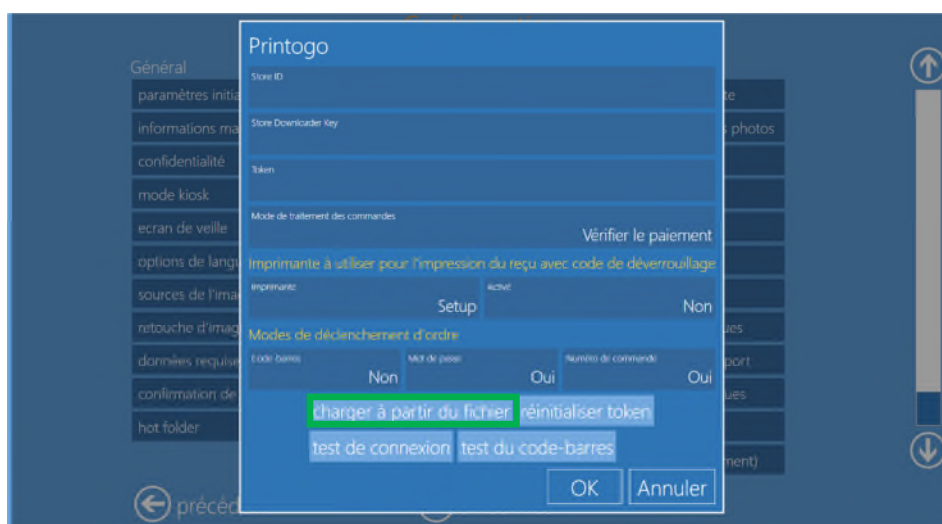 Printogo
Général
Store ID
paramètres initia
te
informations ma
Store Downloader Key
s photos
confidentialité
Token
mode kiosk
ecran de veille
Mode de traitement des commandes
Vérifier le paiement
options de langu
Imprimante à utiliser pour l'impression du reçu avec code de déverrouillage
sources de l'imag
Imprimante
Setup
Activé
Non
retouche d'imag
Modes de déclenchement d'ordre
ues
données requise
Code-barres
Non
Mot de passe
Oui
Numéro de commande
Oui
port
confirmation de
charger à partir du fichier
réinitialiser token
ues
hot folder
test de connexion
test du code-barres
ment)
OK
Annuler
précéd